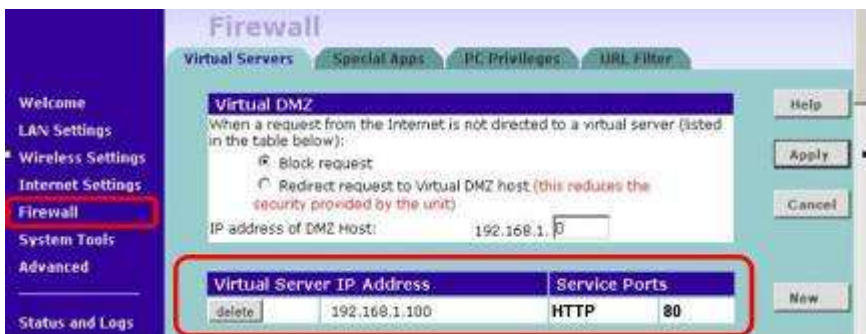 Firewall
Virtual Servers
Special Apps
PC Privileges
URL Filter
Welcome
LAN Settings
Wireless Settings
Internet Settings
Firewall
System Tools
Advanced
Status and Logs
Virtual DMZ
When a request from the Internet is not directed to a virtual server (listed
in the table below):
Block request
Redirect request to Virtual DMZ host (this reduces the
security provided by the unit)
IP address of DMZ Host: 192.168.1. 0
Virtual Server IP Address Service Ports
delete 192.168.1.100 HTTP 80
Help
Apply
Cancel
New